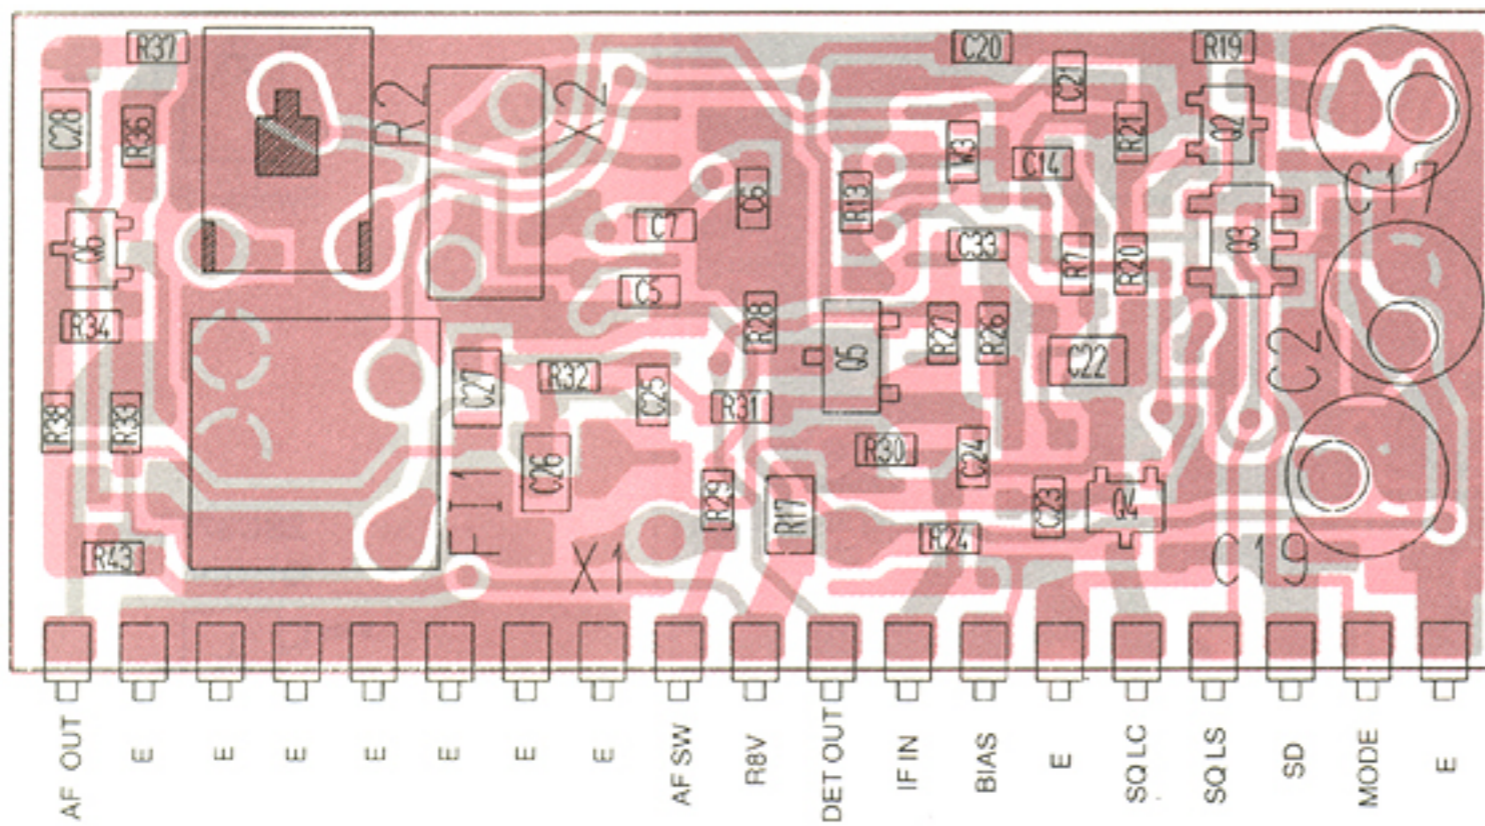 R37
C20
R19
C21
C28
R36
R2
X2
W3
C14
R21
Q2
C17
C6
R13
C7
Q6
C33
R7
R20
Q3
C5
R34
R28
R27
R26
Q5
C22
C2
C27
R32
C25
R31
R38
R33
C26
R30
C24
R29
R17
C23
Q4
R24
FTI1
X1
R43
C19
AF OUT
E
E
E
E
E
E
E
AF SW
R8V
DET OUT
IF IN
BIAS
E
SQ LC
SQ LS
SD
MODE
E